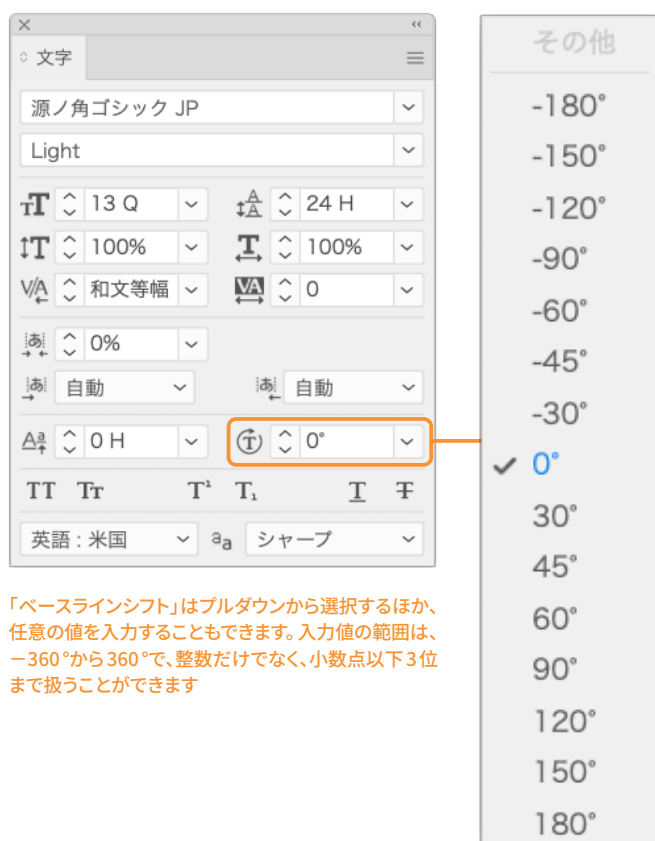 文字
源ノ角ゴシック JP
Light
13 Q
24 H
100%
100%
和文等幅
0
0%
自動
自動
0 H
0°
TT Tт T¹ T₁ T Ŧ
英語 : 米国
シャープ
「ベースラインシフト」はプルダウンから選択するほか、
任意の値を入力することもできます。入力値の範囲は、
－360°から360°で、整数だけでなく、小数点以下3位
まで扱うことができます
その他
-180°
-150°
-120°
-90°
-60°
-45°
-30°
0°
30°
45°
60°
90°
120°
150°
180°